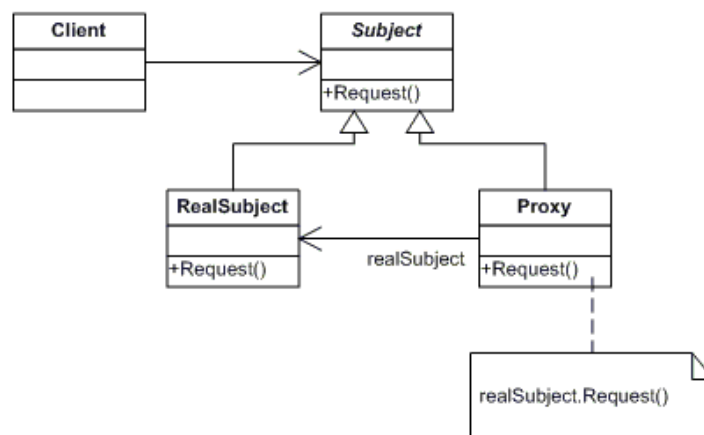 Client
Subject
+Request()
RealSubject
+Request()
Proxy
+Request()
realSubject
realSubject.Request()